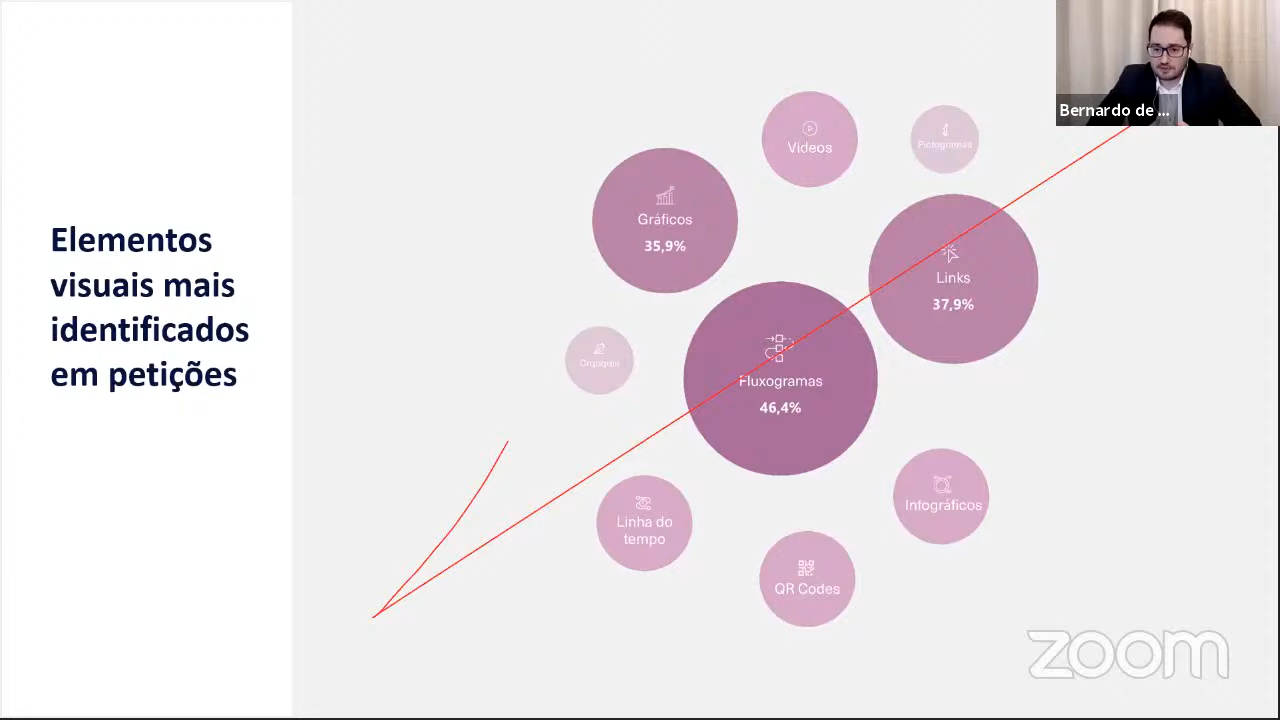 Bernardo de ...
Elementos
visuais mais
identificados
em petições
Vídeos
Pictogramas
Gráficos
35,9%
Links
37,9%
Fluxogramas
46,4%
Linha do
tempo
Infográficos
QR Codes
zoom